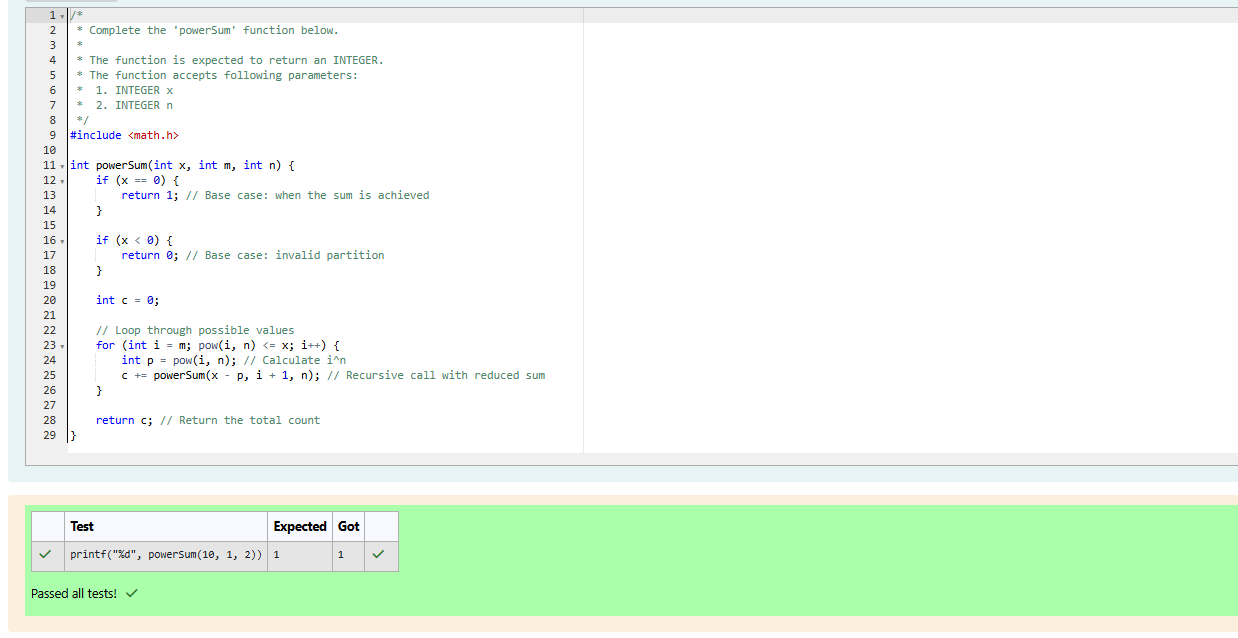 1 /*
2  * Complete the 'powerSum' function below.
3  *
4  * The function is expected to return an INTEGER.
5  * The function accepts following parameters:
6  *  1. INTEGER x
7  *  2. INTEGER n
8  */
9 #include <math.h>
10
11 int powerSum(int x, int m, int n) {
12     if (x == 0) {
13         return 1; // Base case: when the sum is achieved
14     }
15
16     if (x < 0) {
17         return 0; // Base case: invalid partition
18     }
19
20     int c = 0;
21
22     // Loop through possible values
23     for (int i = m; pow(i, n) <= x; i++) {
24         int p = pow(i, n); // Calculate i^n
25         c += powerSum(x - p, i + 1, n); // Recursive call with reduced sum
26     }
27
28     return c; // Return the total count
29 }
Test Expected Got
printf("%d", powerSum(10, 1, 2)) 1 1
Passed all tests!